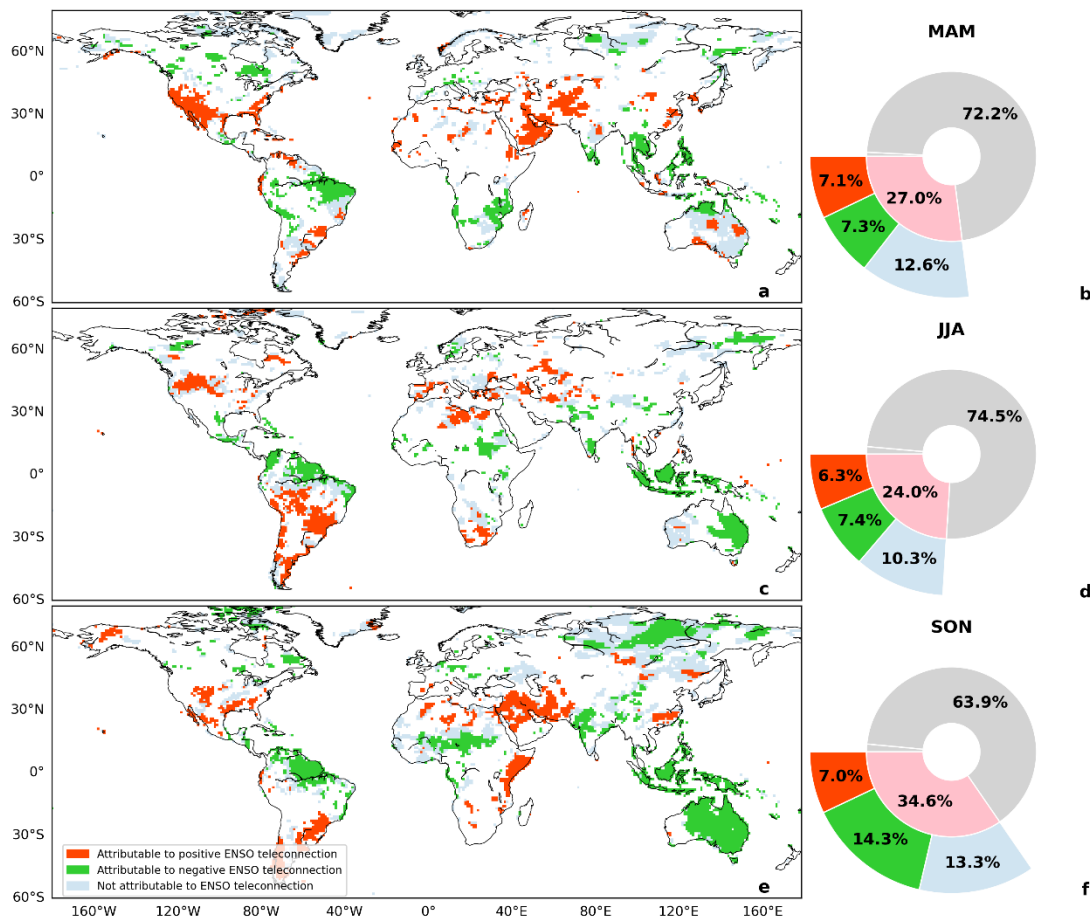 60°N
30°N
0°
30°S
60°S
a
MAM
72.2%
27.0%
7.1%
7.3%
12.6%
b
60°N
30°N
0°
30°S
60°S
c
JJA
74.5%
24.0%
6.3%
7.4%
10.3%
d
60°N
30°N
0°
30°S
60°S
Attributable to positive ENSO teleconnection
Attributable to negative ENSO teleconnection
Not attributable to ENSO teleconnection
e
160°W 120°W 80°W 40°W 0° 40°E 80°E 120°E 160°E
SON
63.9%
34.6%
7.0%
14.3%
13.3%
f